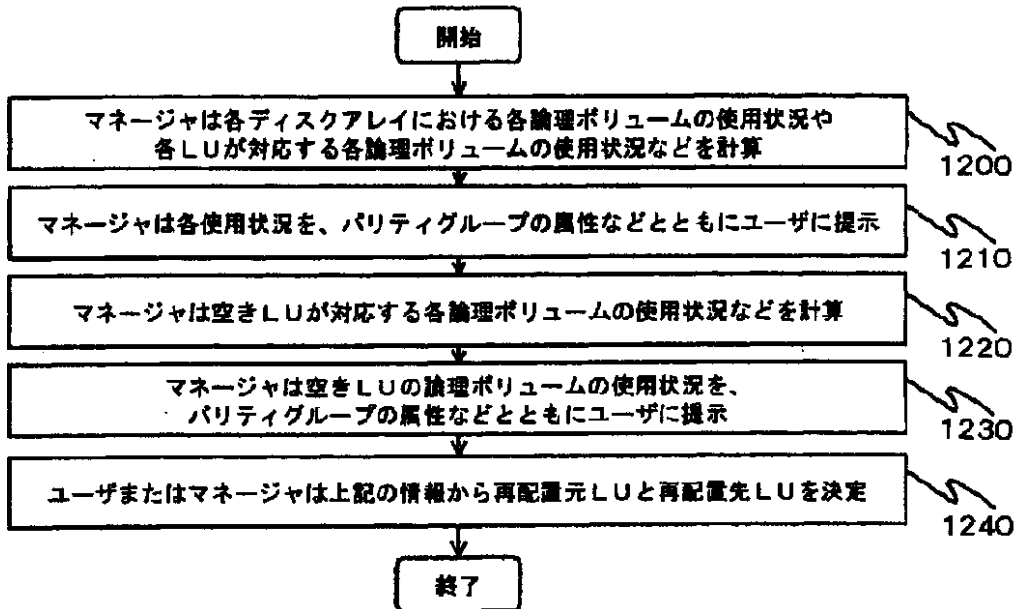 開始
マネージャは各ディスクアレイにおける各論理ボリュームの使用状況や
各LUが対応する各論理ボリュームの使用状況などを計算
1200
マネージャは各使用状況を、パリティグループの属性などとともにユーザに提示
1210
マネージャは空きLUが対応する各論理ボリュームの使用状況などを計算
1220
マネージャは空きLUの論理ボリュームの使用状況を、
パリティグループの属性などとともにユーザに提示
1230
ユーザまたはマネージャは上記の情報から再配置元LUと再配置先LUを決定
1240
終了